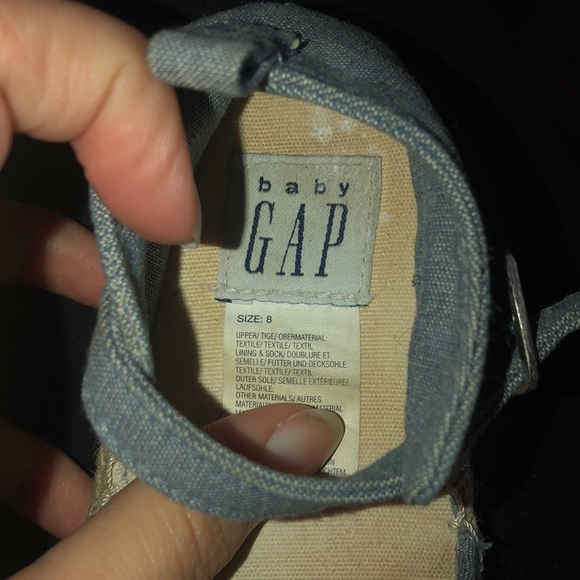 baby
GAP
SIZE: 8
UPPER/ TIGE/ OBERMATERIAL
TEXTILE/ TEXTILE/ TEXTIL
LINING & SOCK/ DOUBLURE ET
SEMELLE/ FUTTER UND DECKSOHLE:
TEXTILE/ TEXTILE/ TEXTIL
OUTER SOLE/ SEMELLE EXTÉRIEURE/
LAUFSOHLE:
OTHER MATERIALS/ AUTRES